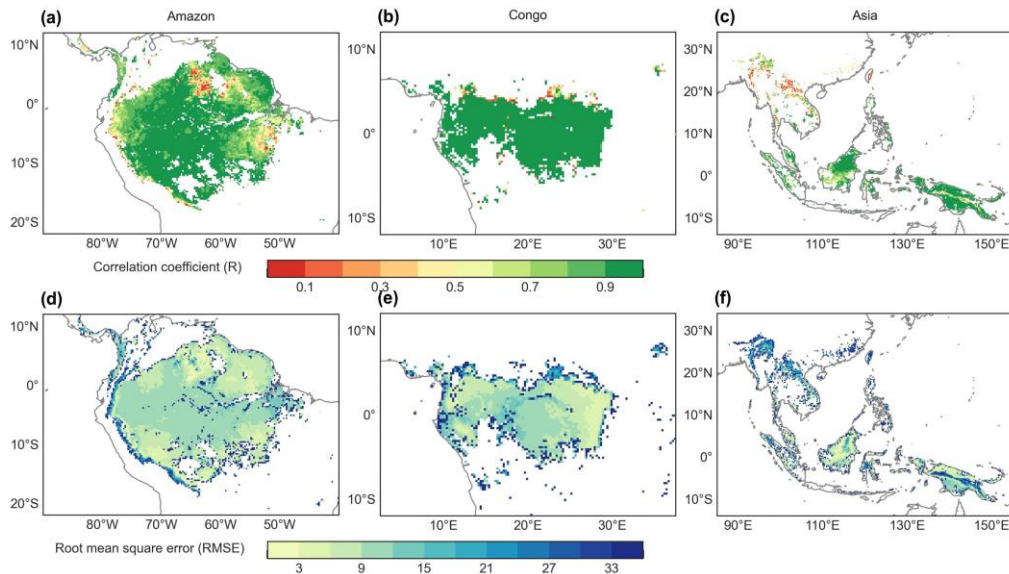 (a) Amazon (b) Congo (c) Asia
10°N 10°N 30°N
20°N
0° 0° 10°N
10°S 0°
20°S 10°S 10°S
80°W 70°W 60°W 50°W 10°E 20°E 30°E 90°E 110°E 130°E 150°E
Correlation coefficient (R)
0.1 0.3 0.5 0.7 0.9
(d) (e) (f)
10°N 10°N 30°N
20°N
0° 0° 10°N
10°S 0°
20°S 10°S 10°S
80°W 70°W 60°W 50°W 10°E 20°E 30°E 90°E 110°E 130°E 150°E
Root mean square error (RMSE)
3 9 15 21 27 33